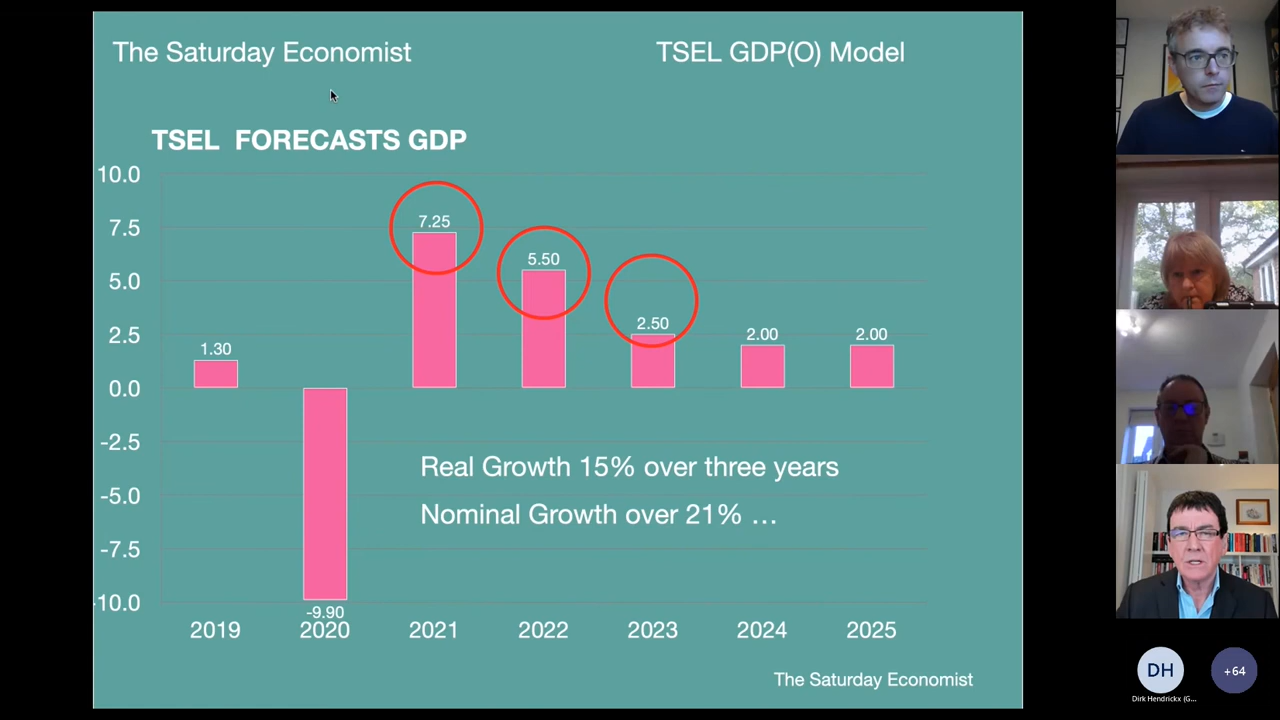 The Saturday Economist
TSEL GDP(O) Model
TSEL FORECASTS GDP
10.0
7.5
5.0
2.5
0.0
-2.5
-5.0
-7.5
-10.0
1.30
-9.90
7.25
5.50
2.50
2.00
2.00
Real Growth 15% over three years
Nominal Growth over 21% …
2019 2020 2021 2022 2023 2024 2025
The Saturday Economist
DH
+64
Dirk Hendrickx (G...